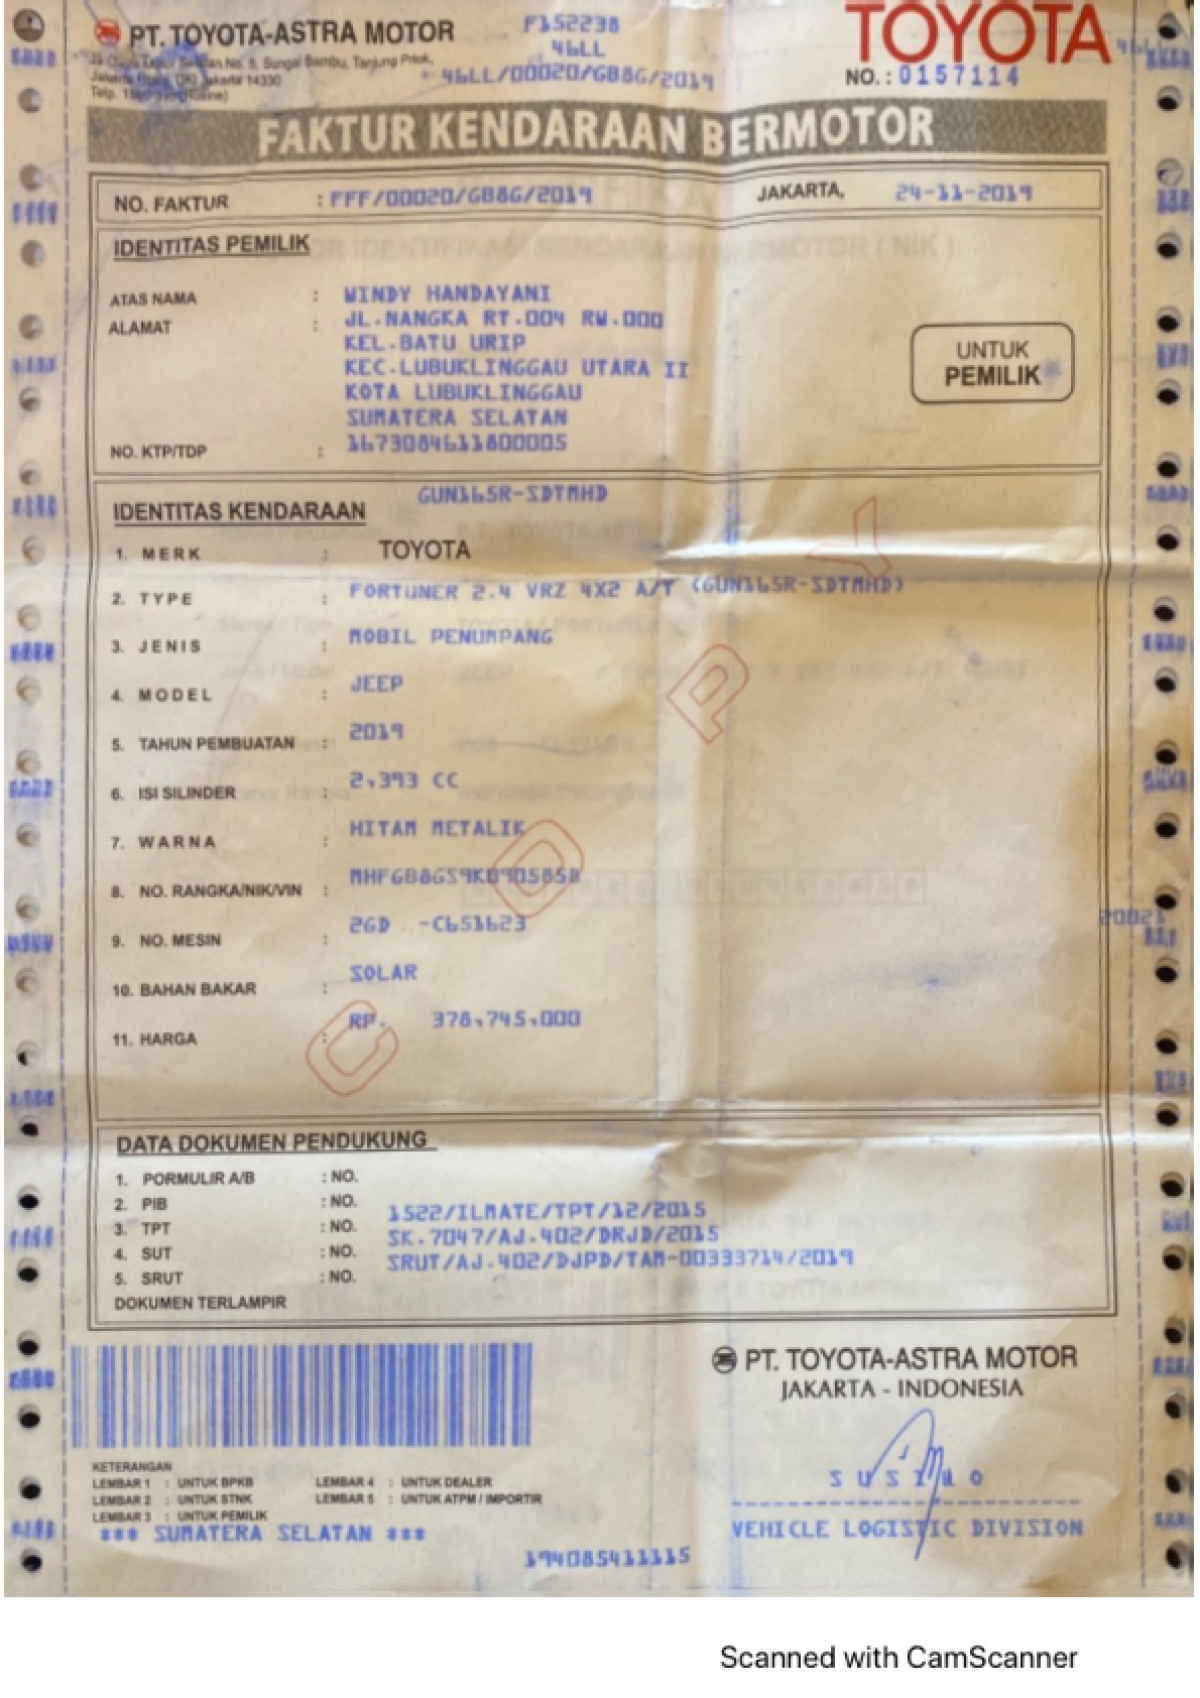 PT. TOYOTA-ASTRA MOTOR
Jakarta 14330
F152238
46LL
46LL/00020/GB8G/2019
TOYOTA
NO. : 0157114
FAKTUR KENDARAAN BERMOTOR
NO. FAKTUR : FFF/00020/GB8G/2019 JAKARTA, 24-11-2019
IDENTITAS PEMILIK
ATAS NAMA : WINDY HANDAYANI
ALAMAT : JL.NANGKA RT.004 RW.000
KEL.BATU URIP
KEC.LUBUKLINGGAU UTARA II
KOTA LUBUKLINGGAU
SUMATERA SELATAN
NO. KTP/TDP : 1673084611800005
UNTUK
PEMILIK
GUN165R-SDTMHD
IDENTITAS KENDARAAN
1. MERK : TOYOTA
2. TYPE : FORTUNER 2.4 VRZ 4X2 A/T (GUN165R-SDTMHD)
3. JENIS : MOBIL PENUMPANG
4. MODEL : JEEP
5. TAHUN PEMBUATAN : 2019
6. ISI SILINDER : 2,393 CC
7. WARNA : HITAM METALIK
8. NO. RANGKA/NIK/VIN : MHFGB8GS9K0905858
9. NO. MESIN : 2GD -C651623
10. BAHAN BAKAR : SOLAR
11. HARGA : RP. 378,745,000
COPY
DATA DOKUMEN PENDUKUNG
1. PORMULIR A/B : NO.
2. PIB : NO.
3. TPT : NO. 1522/ILMATE/TPT/12/2015
4. SUT : NO. SK.7047/AJ.402/DRJD/2015
5. SRUT : NO. SRUT/AJ.402/DJPD/TAM-00333714/2019
DOKUMEN TERLAMPIR
PT. TOYOTA-ASTRA MOTOR
JAKARTA - INDONESIA
KETERANGAN
LEMBAR 1 : UNTUK BPKB LEMBAR 4 : UNTUK DEALER
LEMBAR 2 : UNTUK STNK LEMBAR 5 : UNTUK ATPM / IMPORTIR
LEMBAR 3 : UNTUK PEMILIK
*** SUMATERA SELATAN ***
194085411115
VEHICLE LOGISTIC DIVISION
Scanned with CamScanner